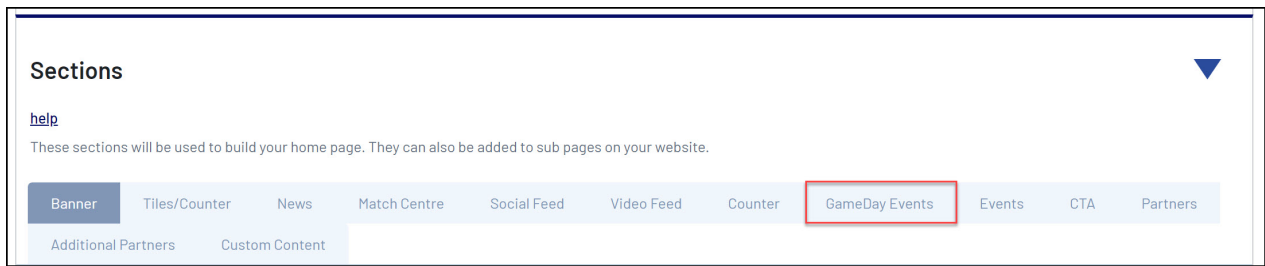 Sections
help
These sections will be used to build your home page. They can also be added to sub pages on your website.
Banner Tiles/Counter News Match Centre Social Feed Video Feed Counter GameDay Events Events CTA Partners
Additional Partners Custom Content